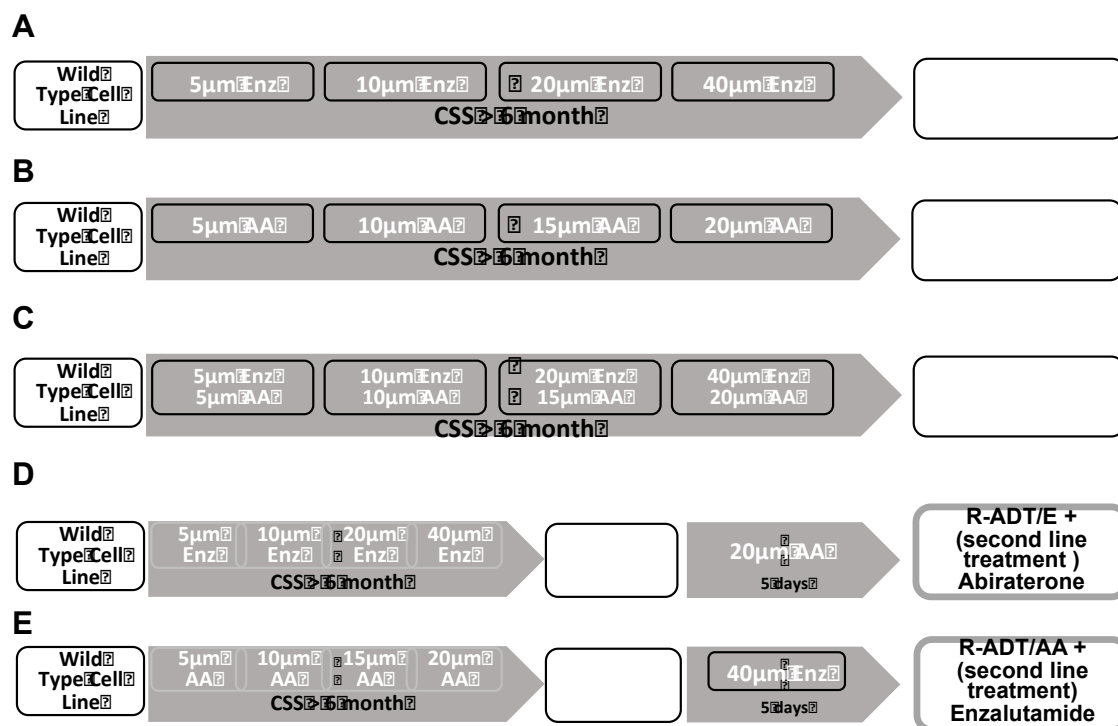 A
Wild
Type Cell
Line
5µm Enz
10µm Enz
20µm Enz
40µm Enz
CSS > 6 month
B
Wild
Type Cell
Line
5µm AA
10µm AA
15µm AA
20µm AA
CSS > 6 month
C
Wild
Type Cell
Line
5µm Enz
5µm AA
10µm Enz
10µm AA
20µm Enz
15µm AA
40µm Enz
20µm AA
CSS > 6 month
D
Wild
Type Cell
Line
5µm
Enz
10µm
Enz
20µm
Enz
40µm
Enz
CSS > 6 month
20µm AA
5 days
R-ADT/E +
(second line
treatment )
Abiraterone
E
Wild
Type Cell
Line
5µm
AA
10µm
AA
15µm
AA
20µm
AA
CSS > 6 month
40µm Enz
5 days
R-ADT/AA +
(second line
treatment)
Enzalutamide